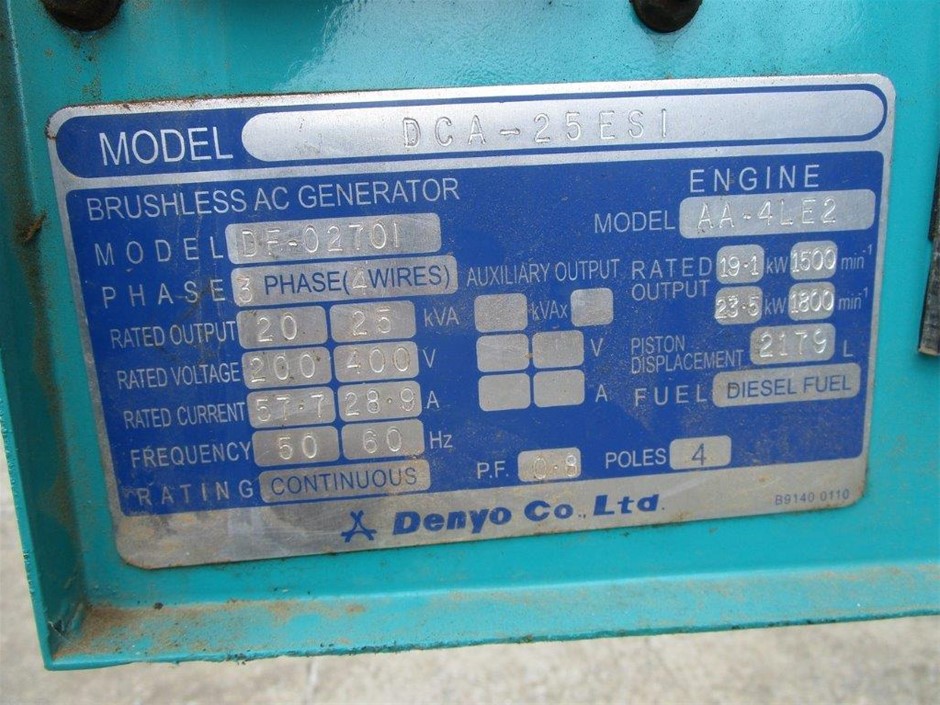 MODEL DCA-25ESI
BRUSHLESS AC GENERATOR
MODEL DF-0270I
PHASE 3 PHASE(4 WIRES)
RATED OUTPUT 20 25 kVA
RATED VOLTAGE 200 400 V
RATED CURRENT 57.7 28.9 A
FREQUENCY 50 60 Hz
RATING CONTINUOUS
AUXILIARY OUTPUT
kVAx
V
A
P.F. 0.8
POLES 4
ENGINE
MODEL AA-4LE2
RATED OUTPUT 19.1 kW 1500 min⁻¹
23.5 kW 1800 min⁻¹
PISTON DISPLACEMENT 2179 L
FUEL DIESEL FUEL
Denyo Co., Ltd.
B9140 0110